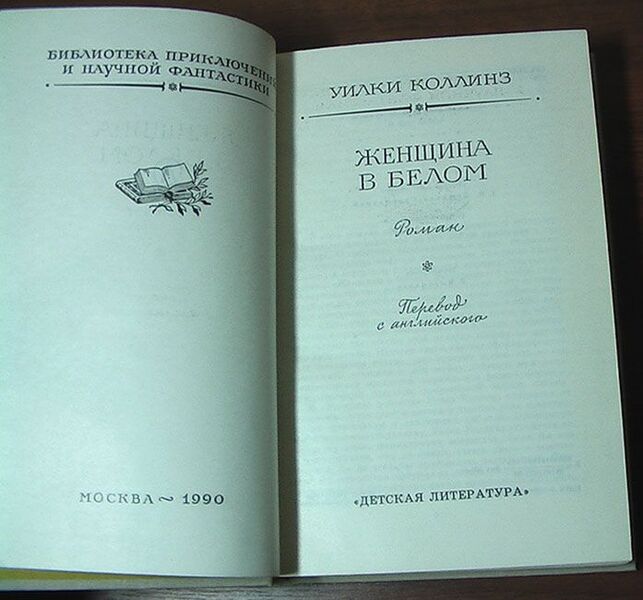 БИБЛИОТЕКА ПРИКЛЮЧЕНИЙ
И НАУЧНОЙ ФАНТАСТИКИ
МОСКВА ~ 1990
УИЛКИ КОЛЛИНЗ
ЖЕНЩИНА
В БЕЛОМ
Роман
Перевод
с английского
«ДЕТСКАЯ ЛИТЕРАТУРА»